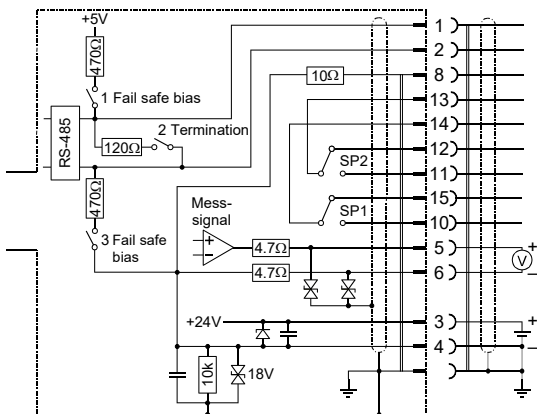 +5V
470Ω
1 Fail safe bias
2 Termination
120Ω
RS-485
470Ω
3 Fail safe
bias
Mess-
signal
+
−
4.7Ω
4.7Ω
10Ω
SP2
SP1
+24V
10k
18V
1
2
8
13
14
12
11
15
10
5
6
3
4
+
V
−
+
−